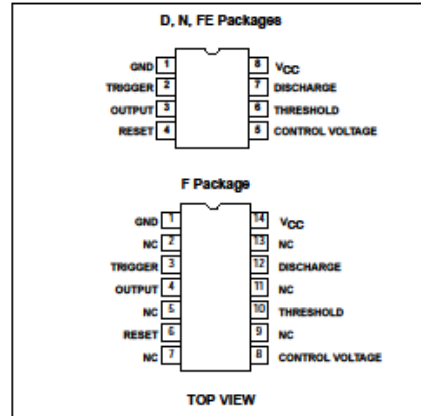 D, N, FE Packages
GND 1 8 VCC
TRIGGER 2 7 DISCHARGE
OUTPUT 3 6 THRESHOLD
RESET 4 5 CONTROL VOLTAGE
F Package
GND 1 14 VCC
NC 2 13 NC
TRIGGER 3 12 DISCHARGE
OUTPUT 4 11 NC
NC 5 10 THRESHOLD
RESET 6 9 NC
NC 7 8 CONTROL VOLTAGE
TOP VIEW